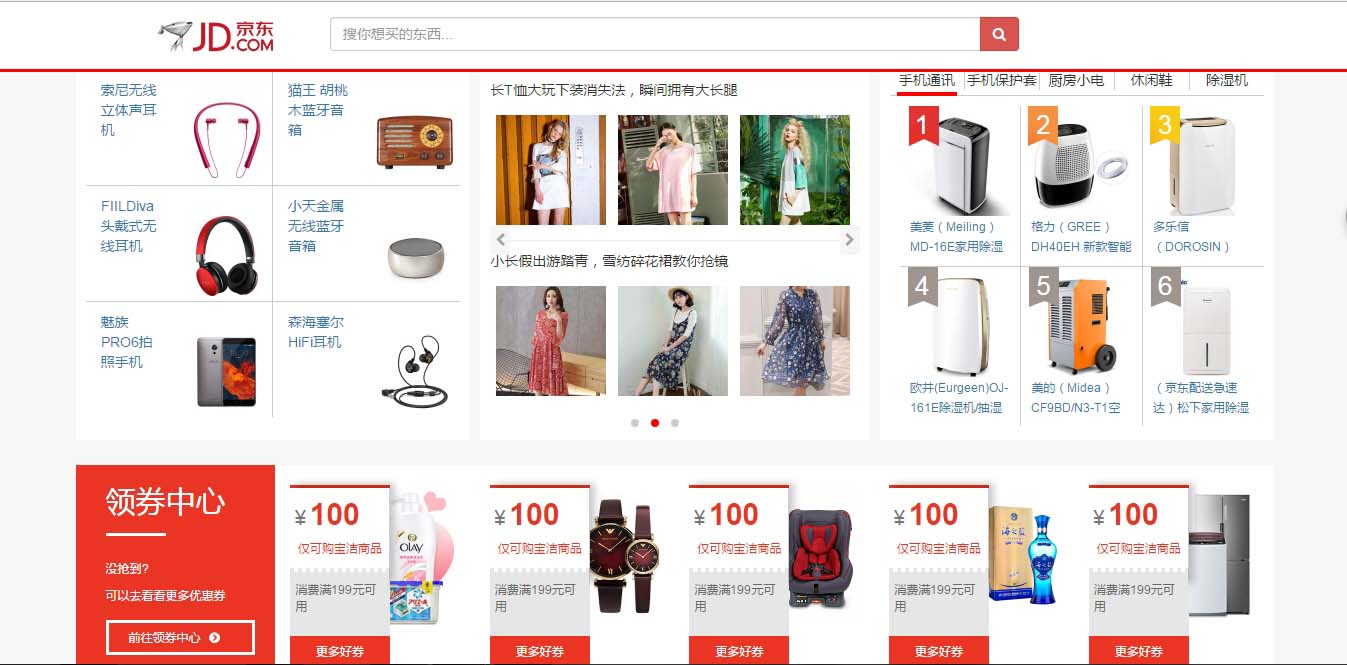 JD.京东
.COM
搜你想买的东西...
索尼无线
立体声耳
机
猫王 胡桃
木蓝牙音
箱
FIILDiva
头戴式无
线耳机
小天金属
无线蓝牙
音箱
魅族
PRO6拍
照手机
森海塞尔
HiFi耳机
长T恤大玩下装消失法，瞬间拥有大长腿
小长假出游踏青，雪纺碎花裙教你抢镜
手机通讯
手机保护套
厨房小电
休闲鞋
除湿机
1
美菱（Meiling）
MD-16E家用除湿
2
格力（GREE）
DH40EH 新款智能
3
多乐信
（DOROSIN）
4
欧井(Eurgeen)OJ-
161E除湿机/抽湿
5
美的（Midea）
CF9BD/N3-T1空
6
（京东配送急速
达）松下家用除湿
领券中心
没抢到?
可以去看看更多优惠券
前往领券中心
¥100
仅可购宝洁商品
消费满199元可
用
更多好券
OLAY
¥100
仅可购宝洁商品
消费满199元可
用
更多好券
¥100
仅可购宝洁商品
消费满199元可
用
更多好券
¥100
仅可购宝洁商品
消费满199元可
用
更多好券
海之蓝
¥100
仅可购宝洁商品
消费满199元可
用
更多好券